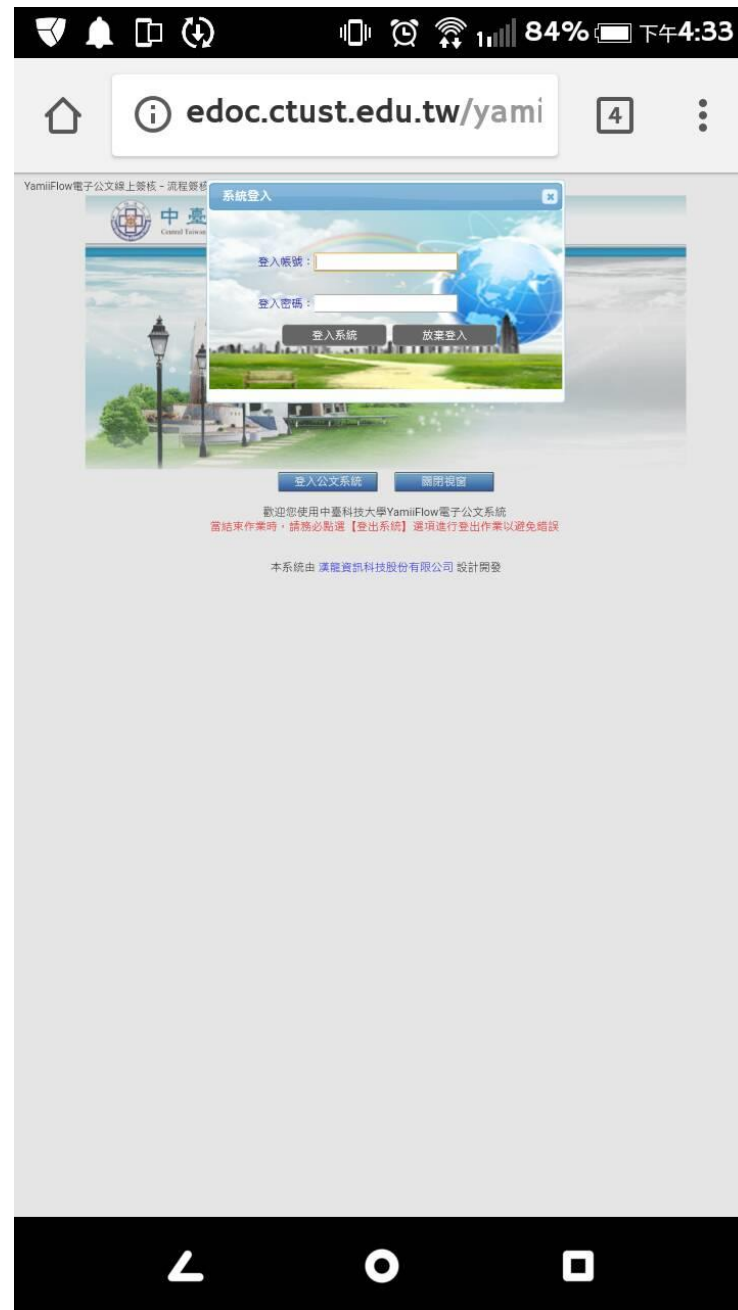 84% 下午4:33
edoc.ctust.edu.tw/yami
4
YamiiFlow電子公文線上簽核 - 流程簽核
系統登入
中臺
Central Taiwan
登入帳號：
登入密碼：
登入系統 放棄登入
登入公文系統 關閉視窗
歡迎您使用中臺科技大學YamiiFlow電子公文系統
當結束作業時，請務必點選【登出系統】選項進行登出作業以避免錯誤
本系統由 漢龍資訊科技股份有限公司 設計開發